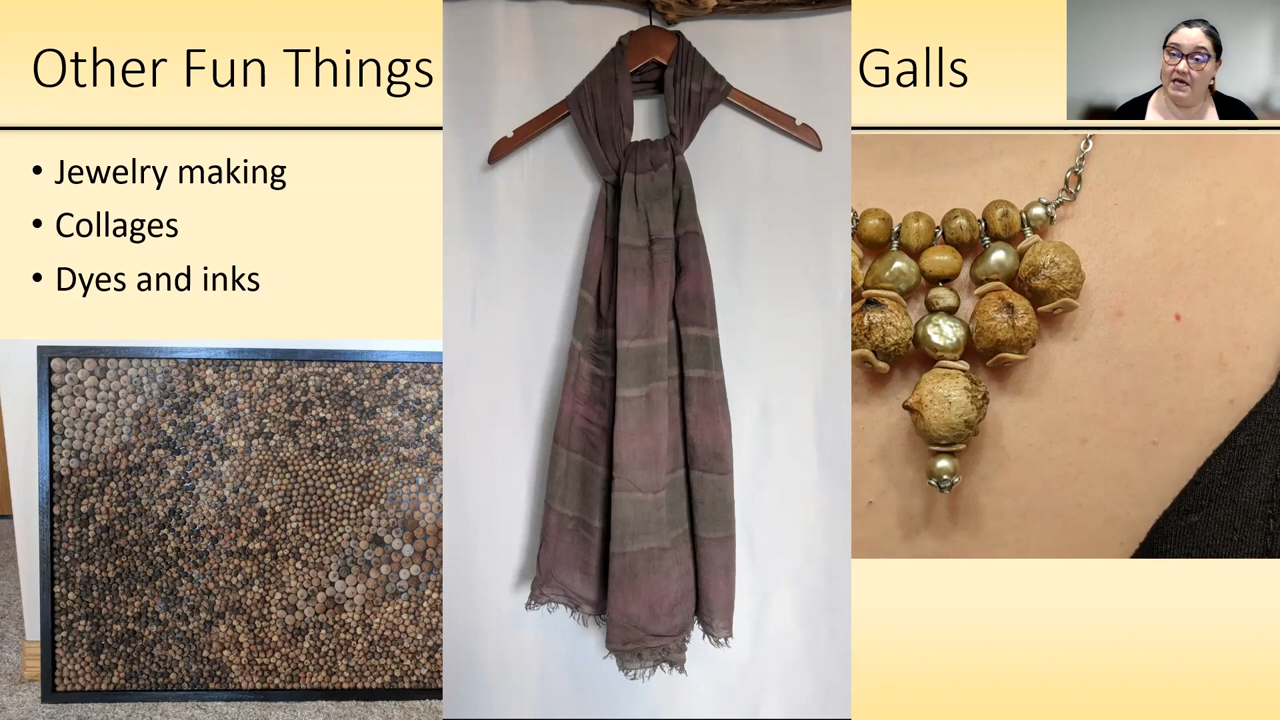 Other Fun Things Galls
• Jewelry making
• Collages
• Dyes and inks